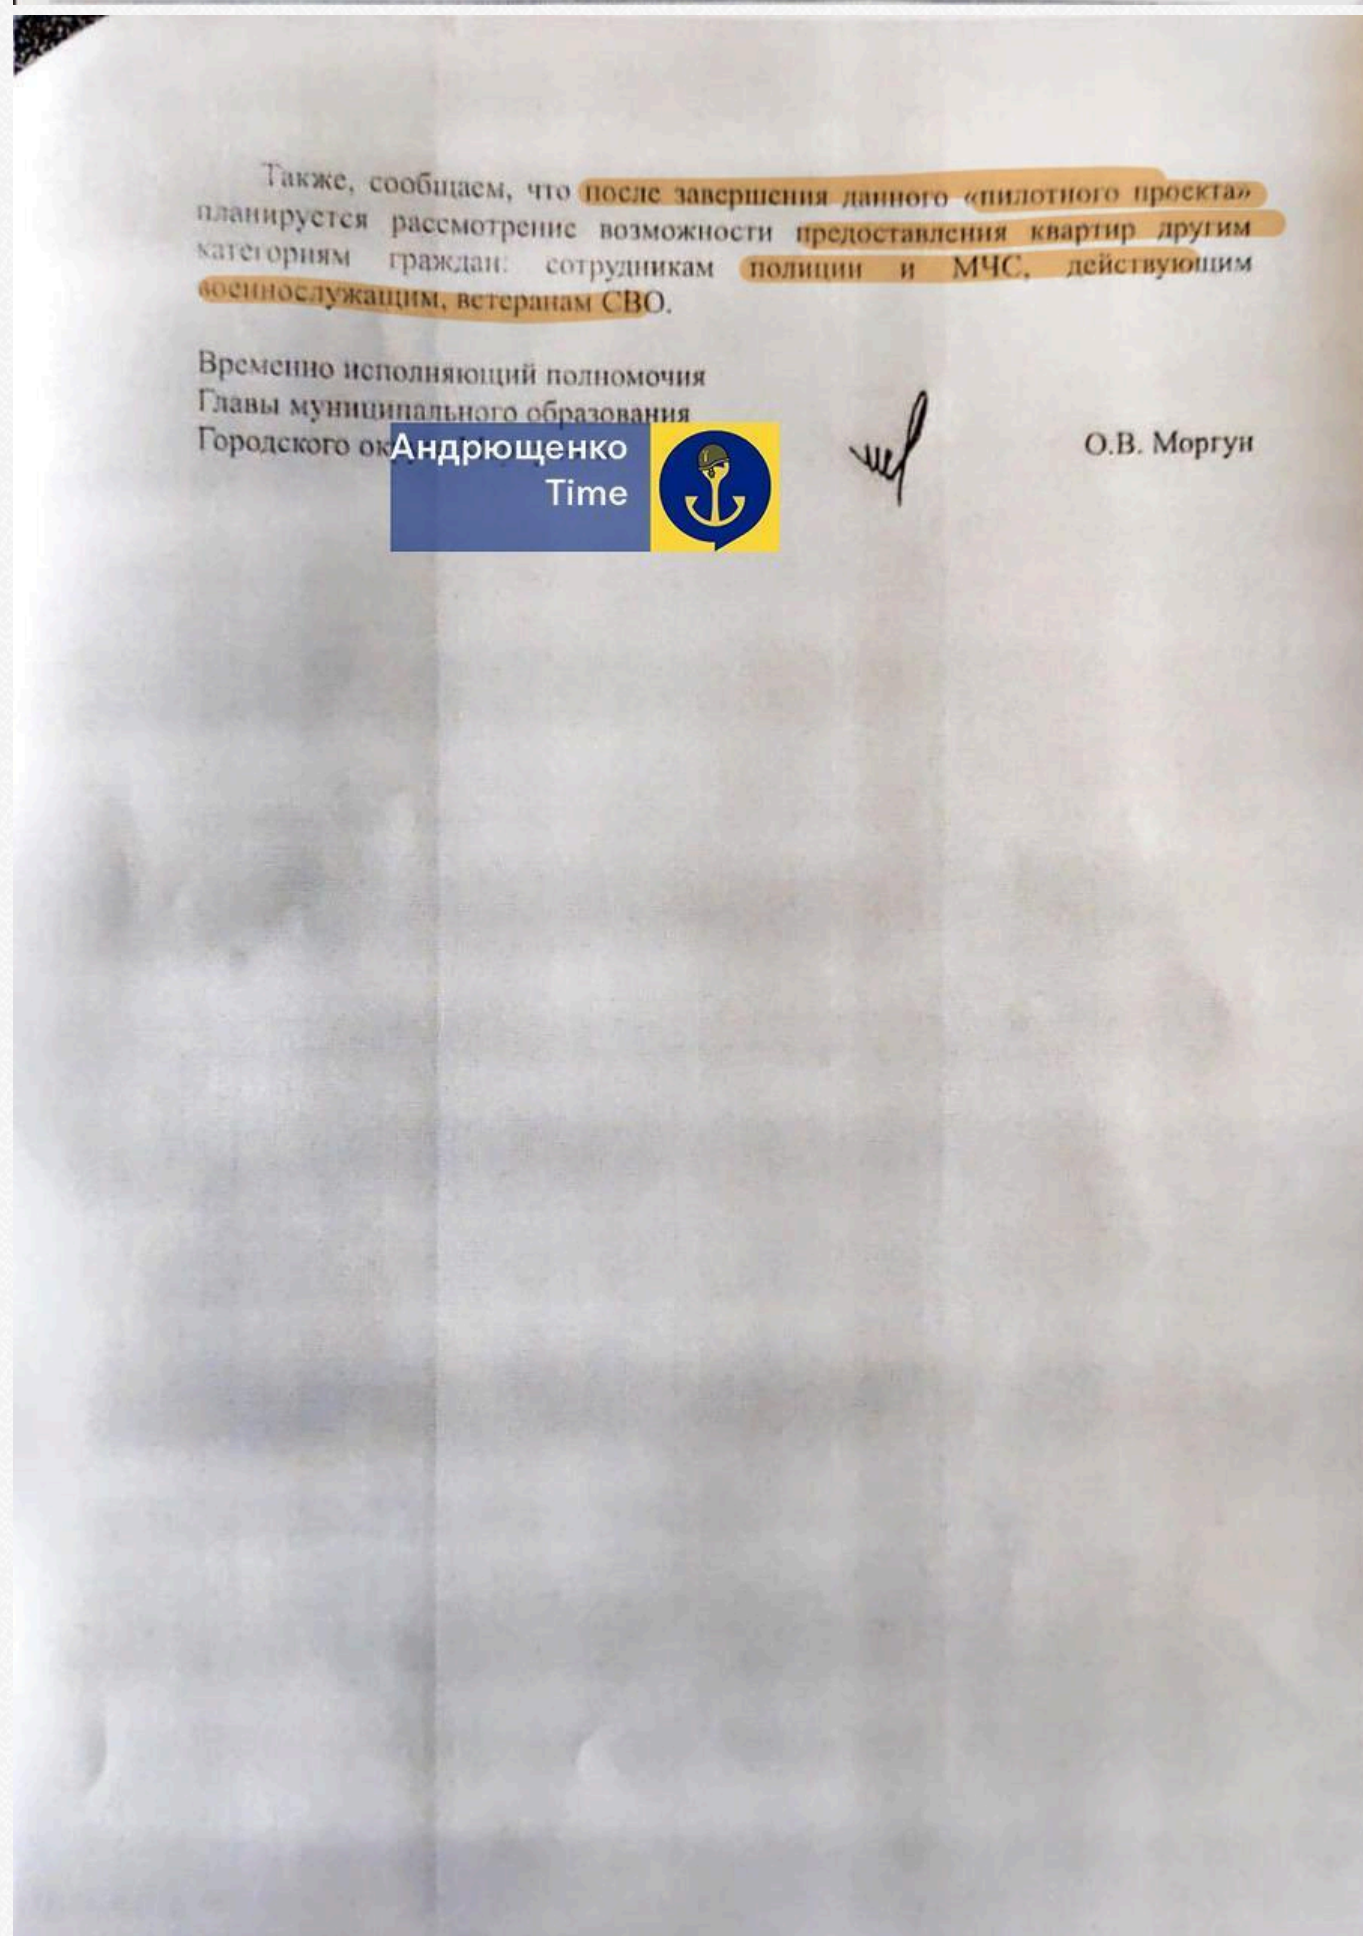 Также, сообщаем, что после завершения данного «пилотного проекта»
планируется рассмотрение возможности предоставления квартир другим
категориям граждан: сотрудникам полиции и МЧС, действующим
военнослужащим, ветеранам СВО.
Временно исполняющий полномочия
Главы муниципального образования
Городского
О.В. Моргун
Андрющенко
Time